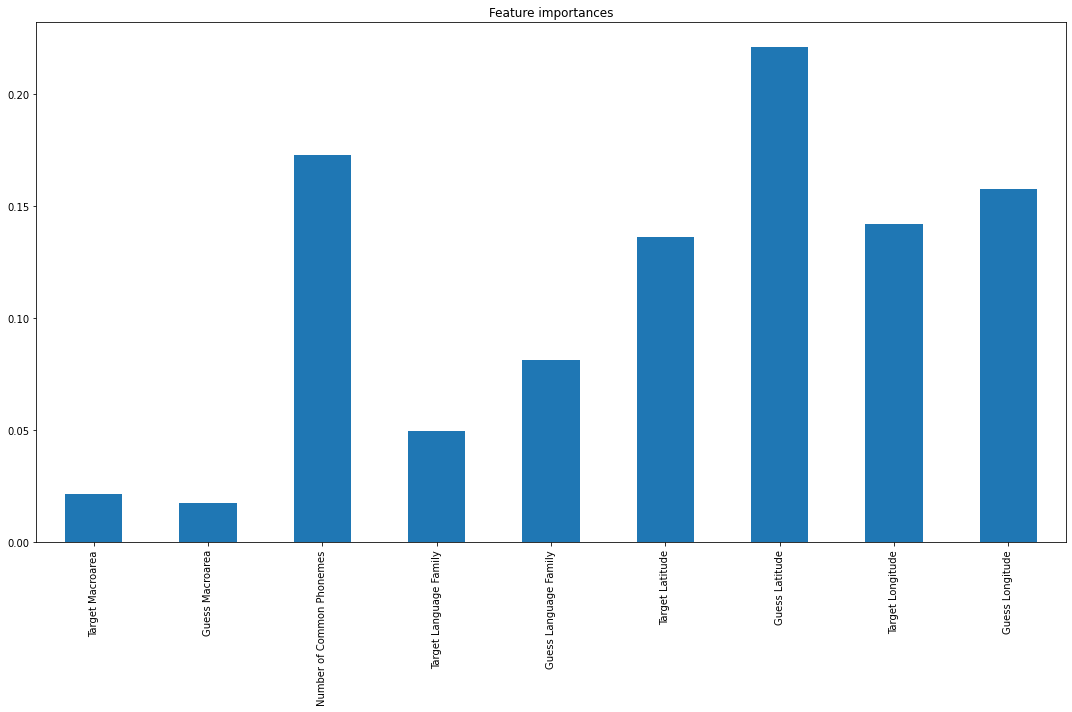 Feature importances
0.20
0.15
0.10
0.05
0.00
Target Macroarea
Guess Macroarea
Number of Common Phonemes
Target Language Family
Guess Language Family
Target Latitude
Guess Latitude
Target Longitude
Guess Longitude